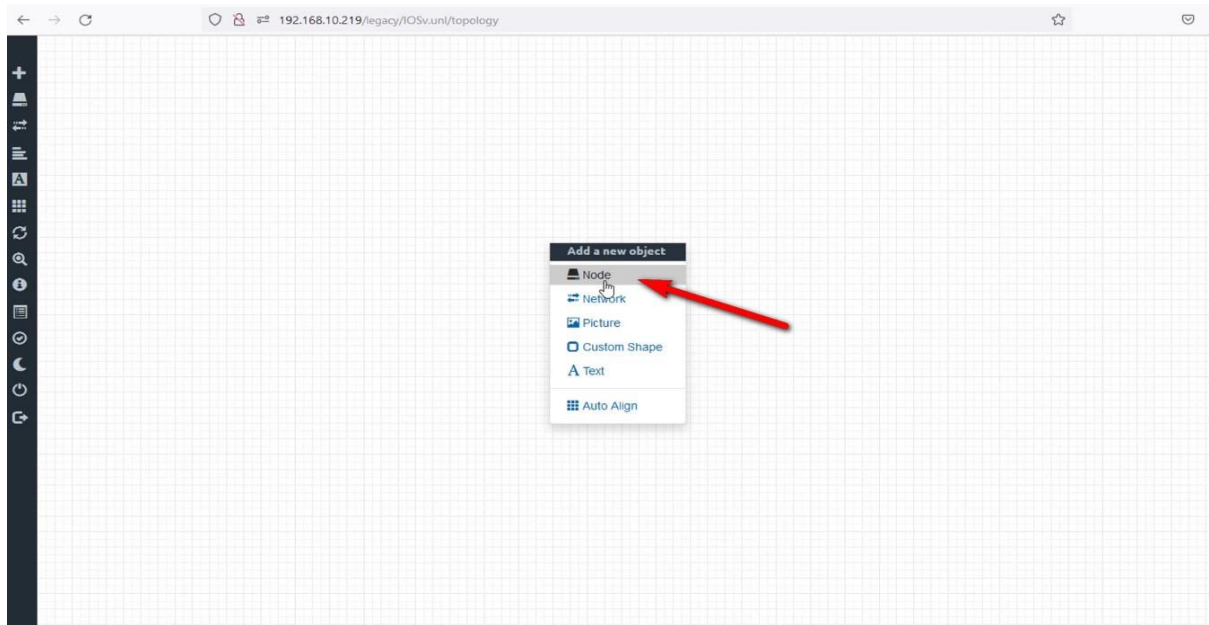 192.168.10.219/legacy/IOSv.unl/topology
Add a new object
Node
Network
Picture
Custom Shape
A Text
Auto Align